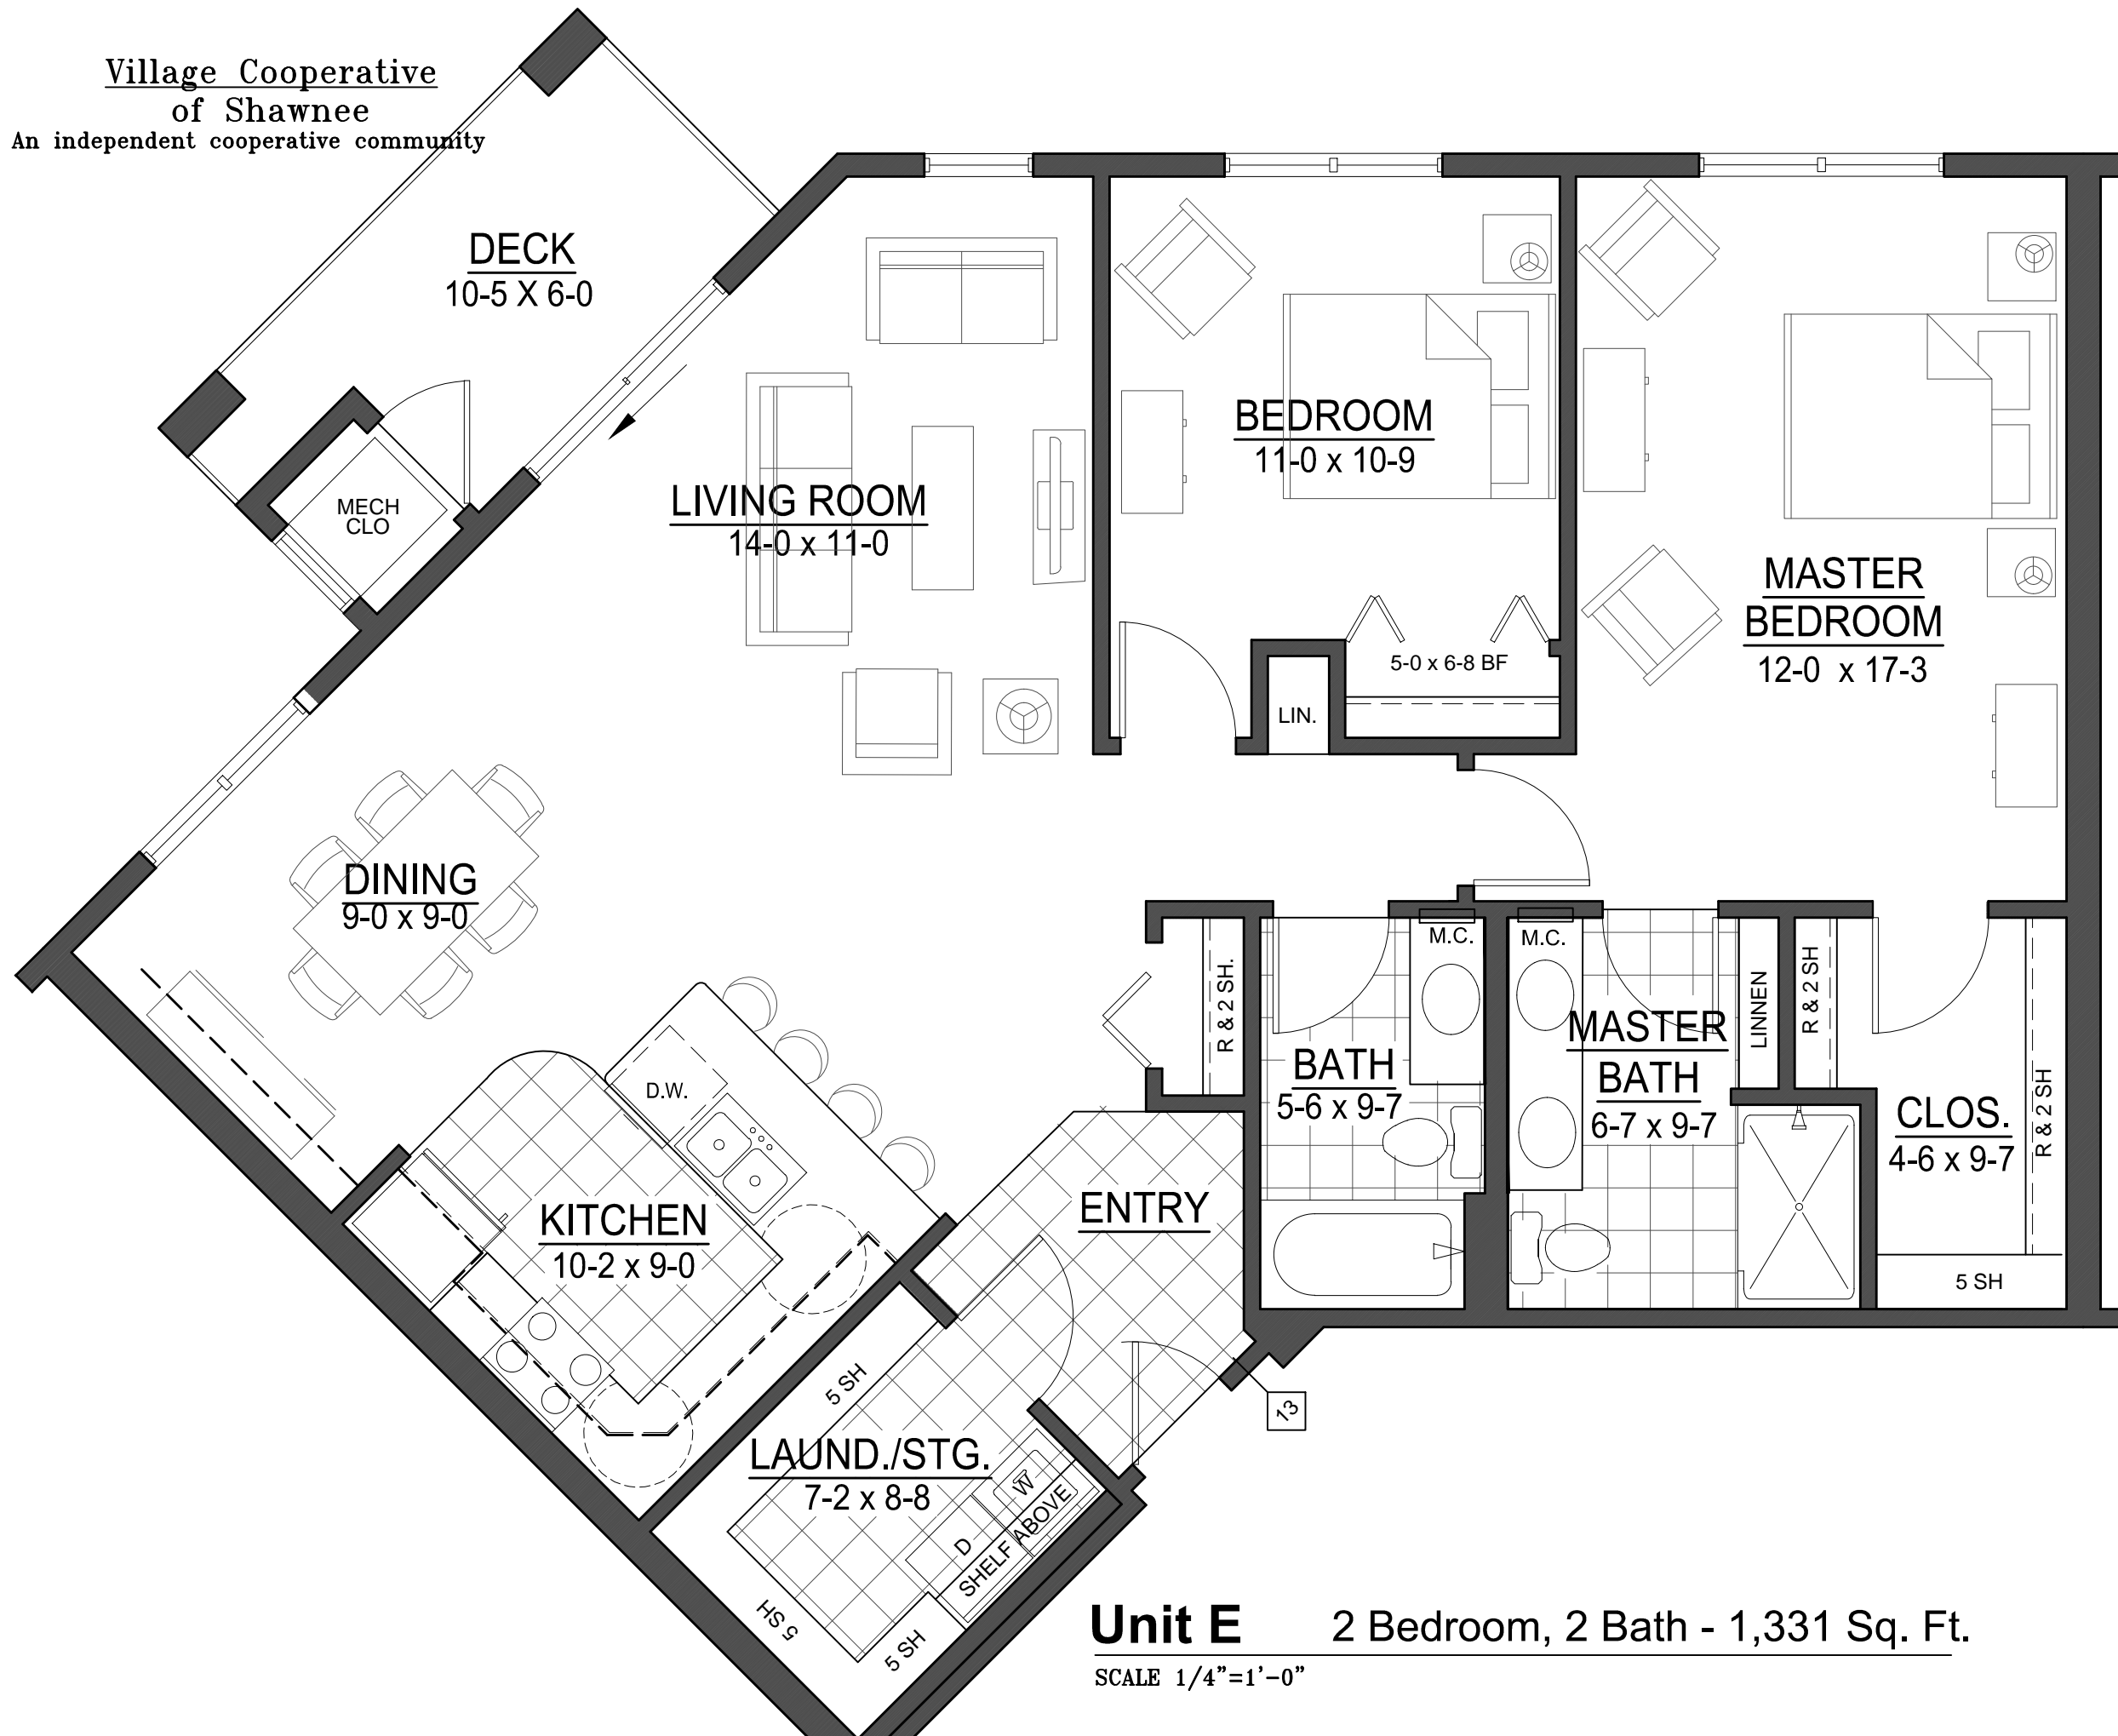 Village Cooperative
of Shawnee
An independent cooperative community
DECK
10-5 X 6-0
MECH
CLO
LIVING ROOM
14-0 x 11-0
BEDROOM
11-0 x 10-9
5-0 x 6-8 BF
LIN.
MASTER
BEDROOM
12-0 x 17-3
DINING
9-0 x 9-0
D.W.
KITCHEN
10-2 x 9-0
ENTRY
R & 2 SH.
M.C.
BATH
5-6 x 9-7
M.C.
MASTER
BATH
6-7 x 9-7
LINNEN
R & 2 SH
CLOS.
4-6 x 9-7
R & 2 SH
5 SH
13
5 SH
LAUND./STG.
7-2 x 8-8
W
D
SHELF ABOVE
5 SH
5 SH
Unit E 2 Bedroom, 2 Bath - 1,331 Sq. Ft.
SCALE 1/4"=1'-0"